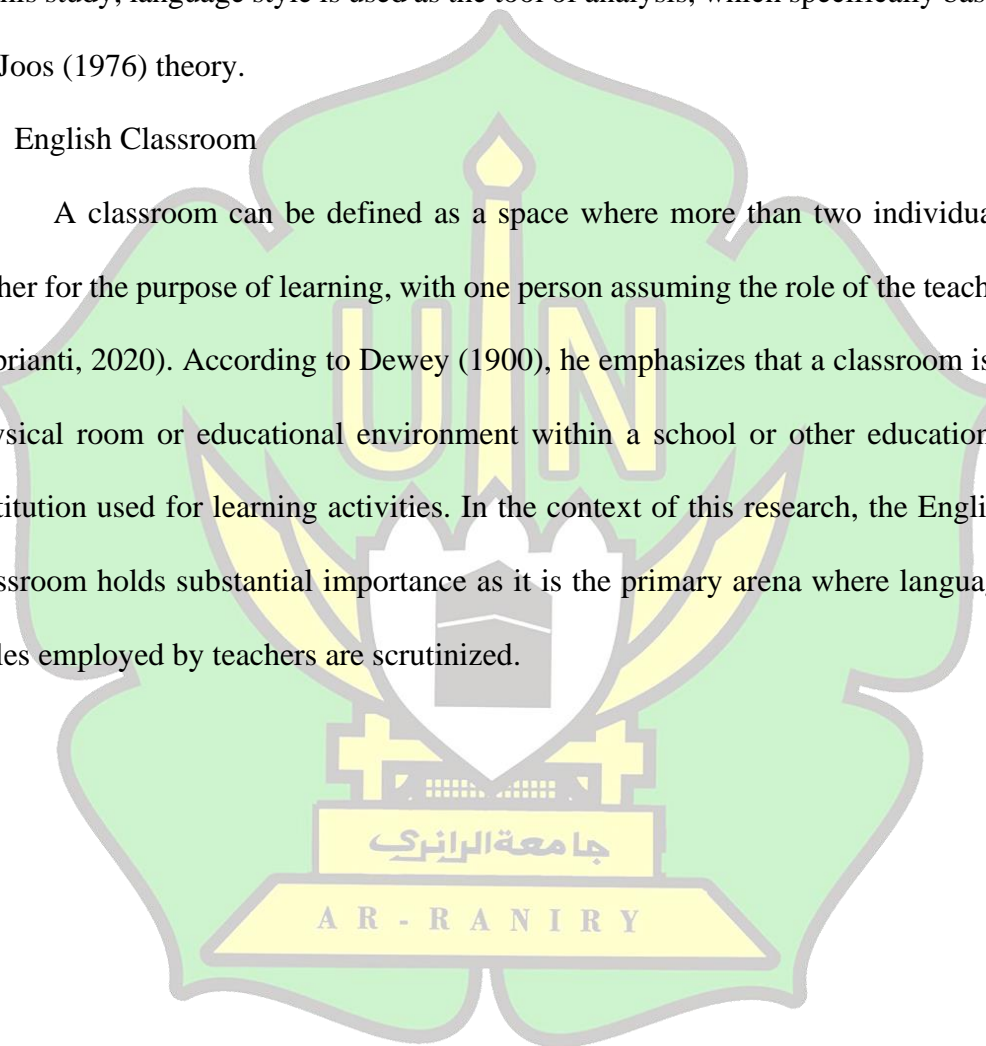 his study, language style is used as the tool of analysis, which specifically bas
Joos (1976) theory.
English Classroom
A classroom can be defined as a space where more than two individua
her for the purpose of learning, with one person assuming the role of the teach
prianti, 2020). According to Dewey (1900), he emphasizes that a classroom is
ysical room or educational environment within a school or other education
titution used for learning activities. In the context of this research, the Engli
ssroom holds substantial importance as it is the primary arena where langua
les employed by teachers are scrutinized.
UIN
جامعة الرانري
AR-RANIRY